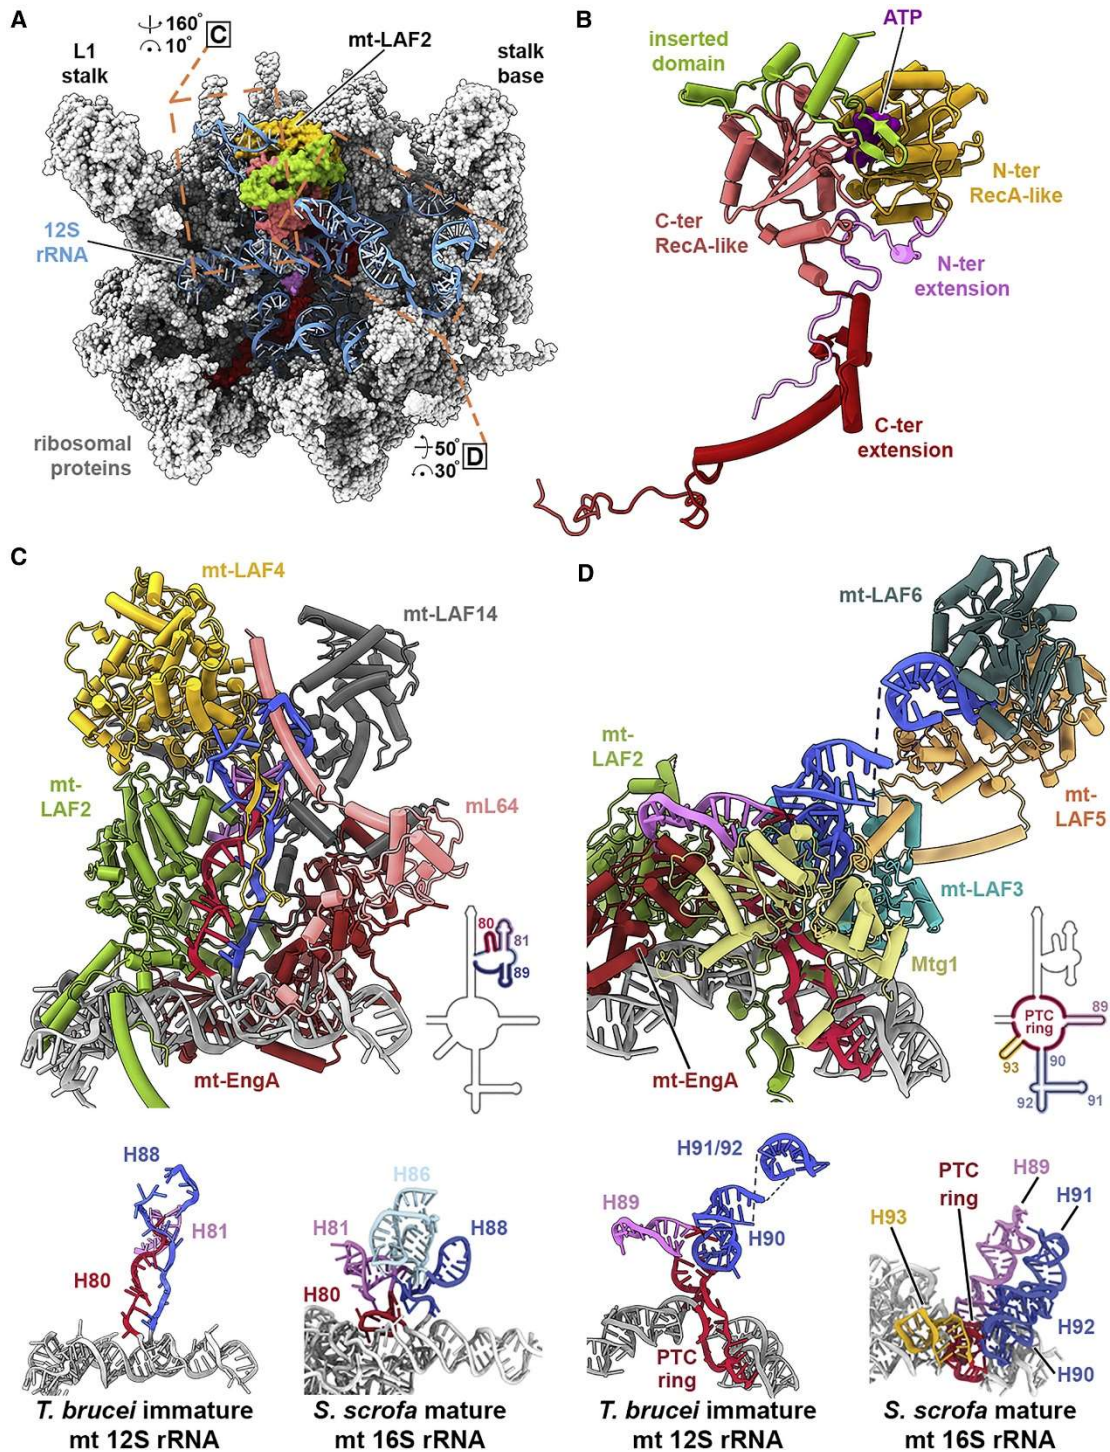 A
160°
10°
C
L1
stalk
mt-LAF2
stalk
base
12S
rRNA
ribosomal
proteins
50°
30°
D
B
ATP
inserted
domain
N-ter
RecA-like
C-ter
RecA-like
N-ter
extension
C-ter
extension
C
mt-LAF4
mt-LAF14
mt-
LAF2
mL64
80
81
89
mt-EngA
H88
H81
H80
T. brucei immature
mt 12S rRNA
H86
H81
H88
H80
S. scrofa mature
mt 16S rRNA
D
mt-LAF6
mt-
LAF2
mt-
LAF5
mt-LAF3
Mtg1
mt-EngA
PTC
ring
89
93
90
92
91
H91/92
H89
H90
PTC
ring
T. brucei immature
mt 12S rRNA
PTC
ring
H89
H91
H93
H92
H90
S. scrofa mature
mt 16S rRNA